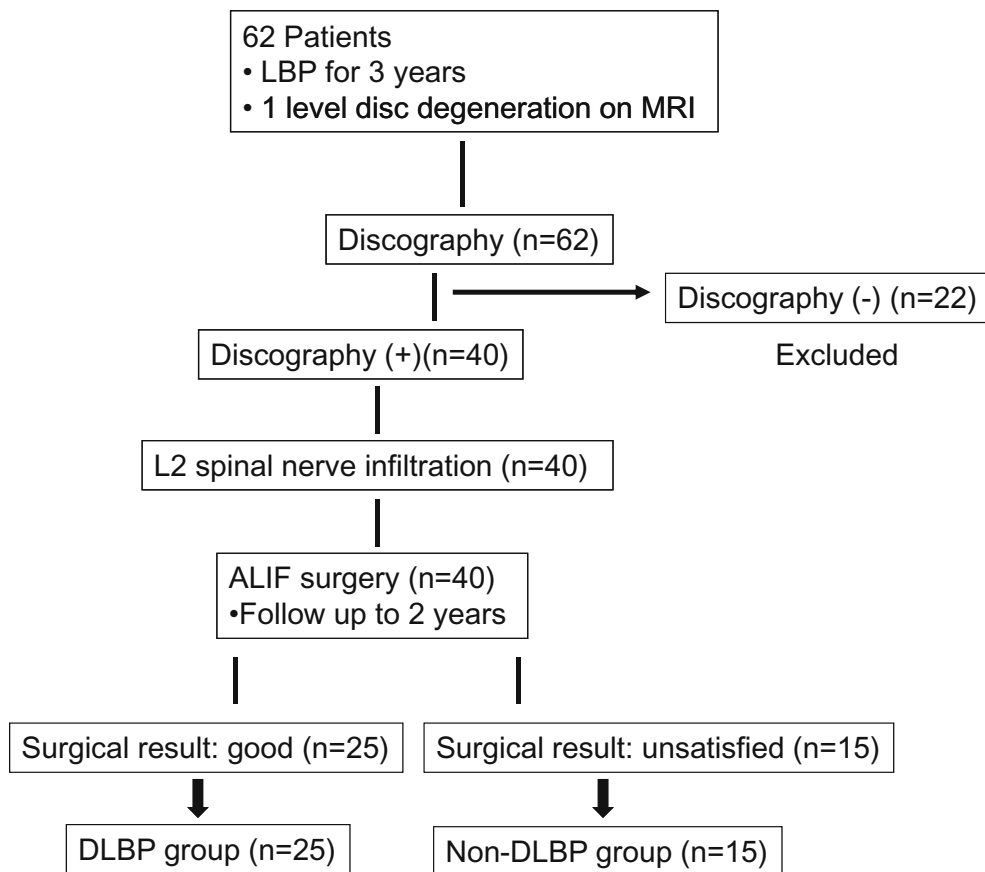 62 Patients
• LBP for 3 years
• 1 level disc degeneration on MRI
Discography (n=62)
Discography (-) (n=22)
Excluded
Discography (+)(n=40)
L2 spinal nerve infiltration (n=40)
ALIF surgery (n=40)
•Follow up to 2 years
Surgical result: good (n=25)
Surgical result: unsatisfied (n=15)
DLBP group (n=25)
Non-DLBP group (n=15)